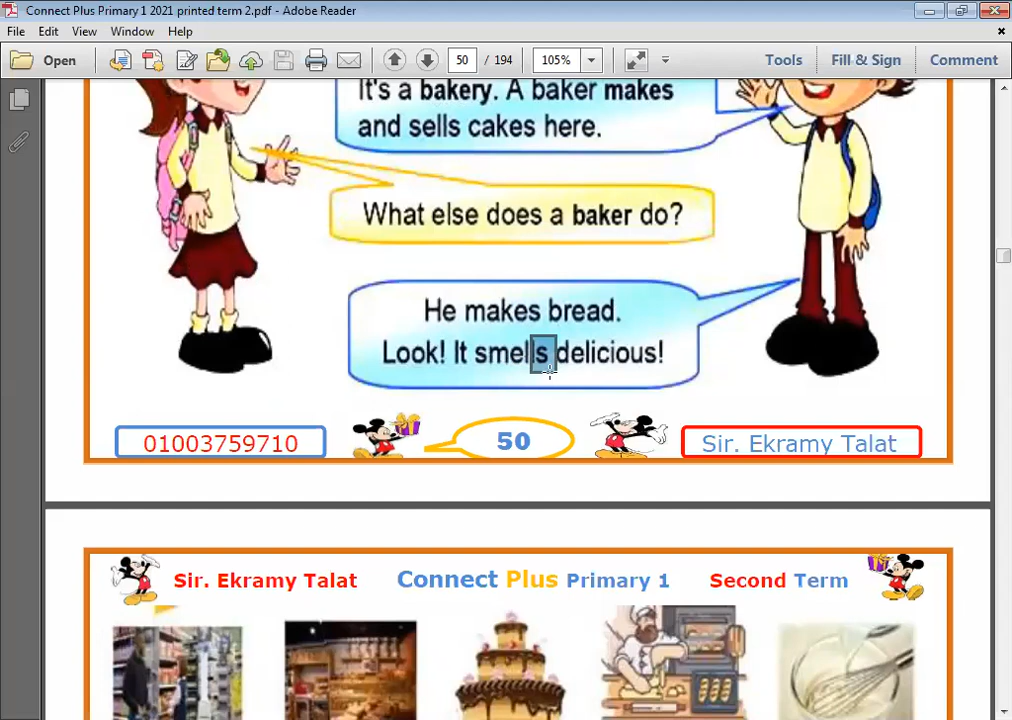 Connect Plus Primary 1 2021 printed term 2.pdf - Adobe Reader
File Edit View Window Help
Open 50 / 194 105% Tools Fill & Sign Comment
It's a bakery. A baker makes
and sells cakes here.
What else does a baker do?
He makes bread.
Look! It smells delicious!
01003759710 50 Sir. Ekramy Talat
Sir. Ekramy Talat Connect Plus Primary 1 Second Term